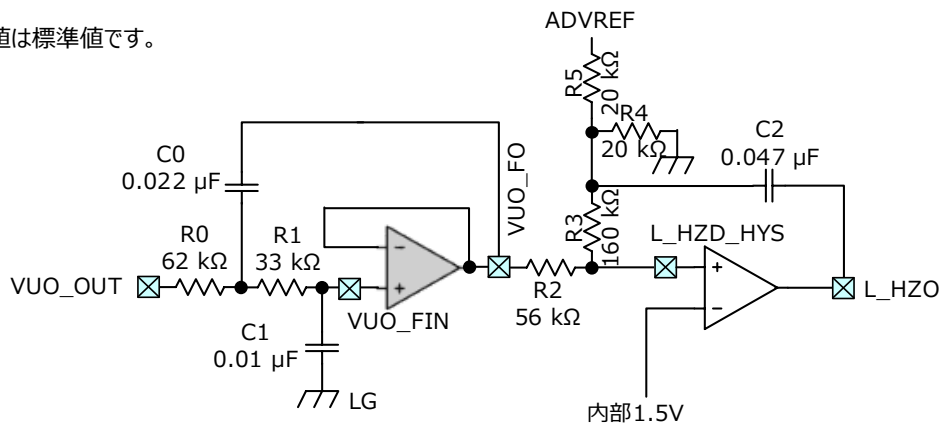 値は標準値です。
ADVREF
R5
20 kΩ
R4
20 kΩ
C2
0.047 μF
C0
0.022 μF
VUO_FO
R3
160 kΩ
L_HZD_HYS
R0
62 kΩ
R1
33 kΩ
−
+
+
−
VUO_OUT
VUO_FIN
R2
56 kΩ
L_HZO
C1
0.01 μF
LG
内部1.5V